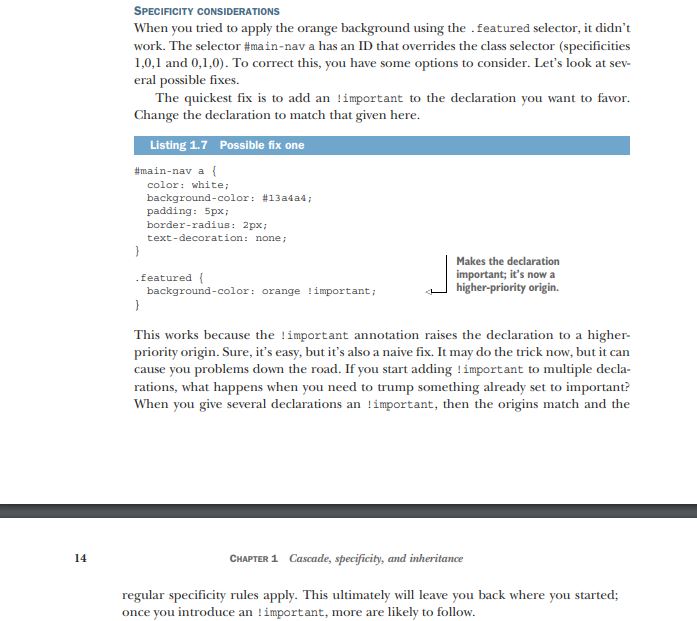 SPECIFICITY CONSIDERATIONS
When you tried to apply the orange background using the .featured selector, it didn't
work. The selector #main-nav a has an ID that overrides the class selector (specificities
1,0,1 and 0,1,0). To correct this, you have some options to consider. Let's look at sev-
eral possible fixes.
The quickest fix is to add an !important to the declaration you want to favor.
Change the declaration to match that given here.
Listing 1.7 Possible fix one
#main-nav a {
color: white;
background-color: #13a4a4;
padding: 5px;
border-radius: 2px;
text-decoration: none;
}
.featured {
background-color: orange !important;
}
Makes the declaration
important; it's now a
higher-priority origin.
This works because the !important annotation raises the declaration to a higher-
priority origin. Sure, it's easy, but it's also a naive fix. It may do the trick now, but it can
cause you problems down the road. If you start adding !important to multiple decla-
rations, what happens when you need to trump something already set to important?
When you give several declarations an !important, then the origins match and the
14 CHAPTER 1 Cascade, specificity, and inheritance
regular specificity rules apply. This ultimately will leave you back where you started;
once you introduce an !important, more are likely to follow.